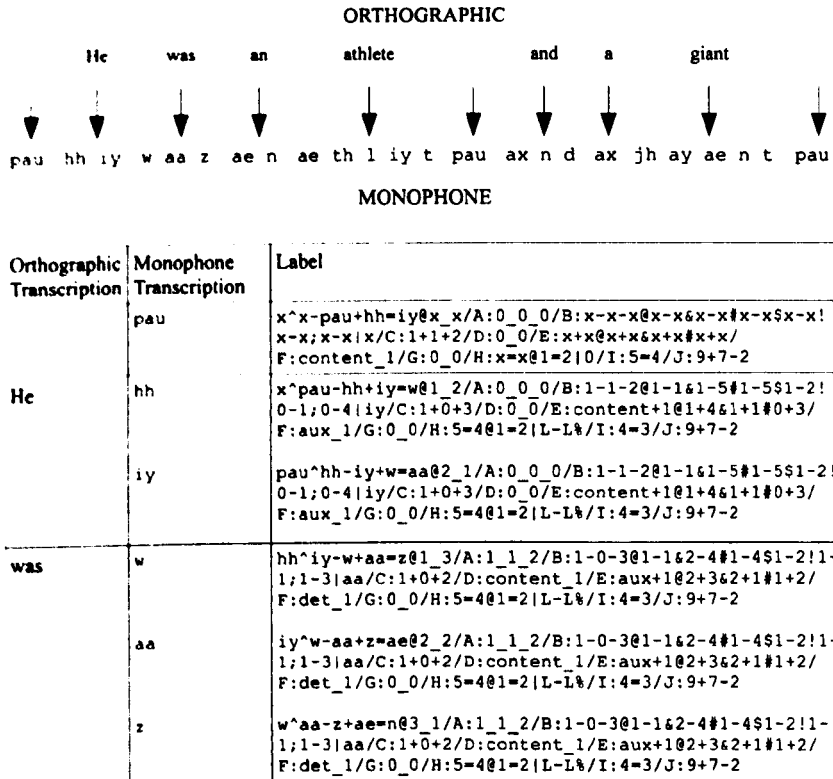 ORTHOGRAPHIC
He was an athlete and a giant
pau hh iy w aa z ae n ae th l iy t pau ax n d ax jh ay ae n t pau
MONOPHONE
Orthographic Transcription Monophone Transcription Label
pau x^x-pau+hh=iy@x_x/A:0_0_0/B:x-x-x@x-x&x-x#x-x$x-x!
x-x;x-x|x/C:1+1+2/D:0_0/E:x+x@x+x&x+x#x+x/
F:content_1/G:0_0/H:x=x@1=2|0/I:5=4/J:9+7-2
He hh x^pau-hh+iy=w@1_2/A:0_0_0/B:1-1-2@1-1&1-5#1-5$1-2!
0-1;0-4|iy/C:1+0+3/D:0_0/E:content+1@1+4&1+1#0+3/
F:aux_1/G:0_0/H:5=4@1=2|L-L%/I:4=3/J:9+7-2
iy pau^hh-iy+w=aa@2_1/A:0_0_0/B:1-1-2@1-1&1-5#1-5$1-2!
0-1;0-4|iy/C:1+0+3/D:0_0/E:content+1@1+4&1+1#0+3/
F:aux_1/G:0_0/H:5=4@1=2|L-L%/I:4=3/J:9+7-2
was w hh^iy-w+aa=z@1_3/A:1_1_2/B:1-0-3@1-1&2-4#1-4$1-2!1-
1;1-3|aa/C:1+0+2/D:content_1/E:aux+1@2+3&2+1#1+2/
F:det_1/G:0_0/H:5=4@1=2|L-L%/I:4=3/J:9+7-2
aa iy^w-aa+z=ae@2_2/A:1_1_2/B:1-0-3@1-1&2-4#1-4$1-2!1-
1;1-3|aa/C:1+0+2/D:content_1/E:aux+1@2+3&2+1#1+2/
F:det_1/G:0_0/H:5=4@1=2|L-L%/I:4=3/J:9+7-2
z w^aa-z+ae=n@3_1/A:1_1_2/B:1-0-3@1-1&2-4#1-4$1-2!1-
1;1-3|aa/C:1+0+2/D:content_1/E:aux+1@2+3&2+1#1+2/
F:det_1/G:0_0/H:5=4@1=2|L-L%/I:4=3/J:9+7-2